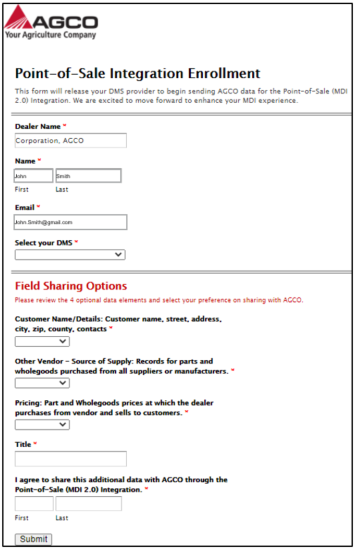 AGCO
Your Agriculture Company
Point-of-Sale Integration Enrollment
This form will release your DMS provider to begin sending AGCO data for the Point-of-Sale (MDI
2.0) Integration. We are excited to move forward to enhance your MDI experience.
Dealer Name *
Corporation, AGCO
Name *
John Smith
First Last
Email *
John.Smith@gmail.com
Select your DMS *
Field Sharing Options
Please review the 4 optional data elements and select your preference on sharing with AGCO.
Customer Name/Details: Customer name, street, address,
city, zip, county, contacts *
Other Vendor – Source of Supply: Records for parts and
wholegoods purchased from all suppliers or manufacturers. *
Pricing: Part and Wholegoods prices at which the dealer
purchases from vendor and sells to customers. *
Title *
I agree to share this additional data with AGCO through the
Point-of-Sale (MDI 2.0) Integration. *
First Last
Submit